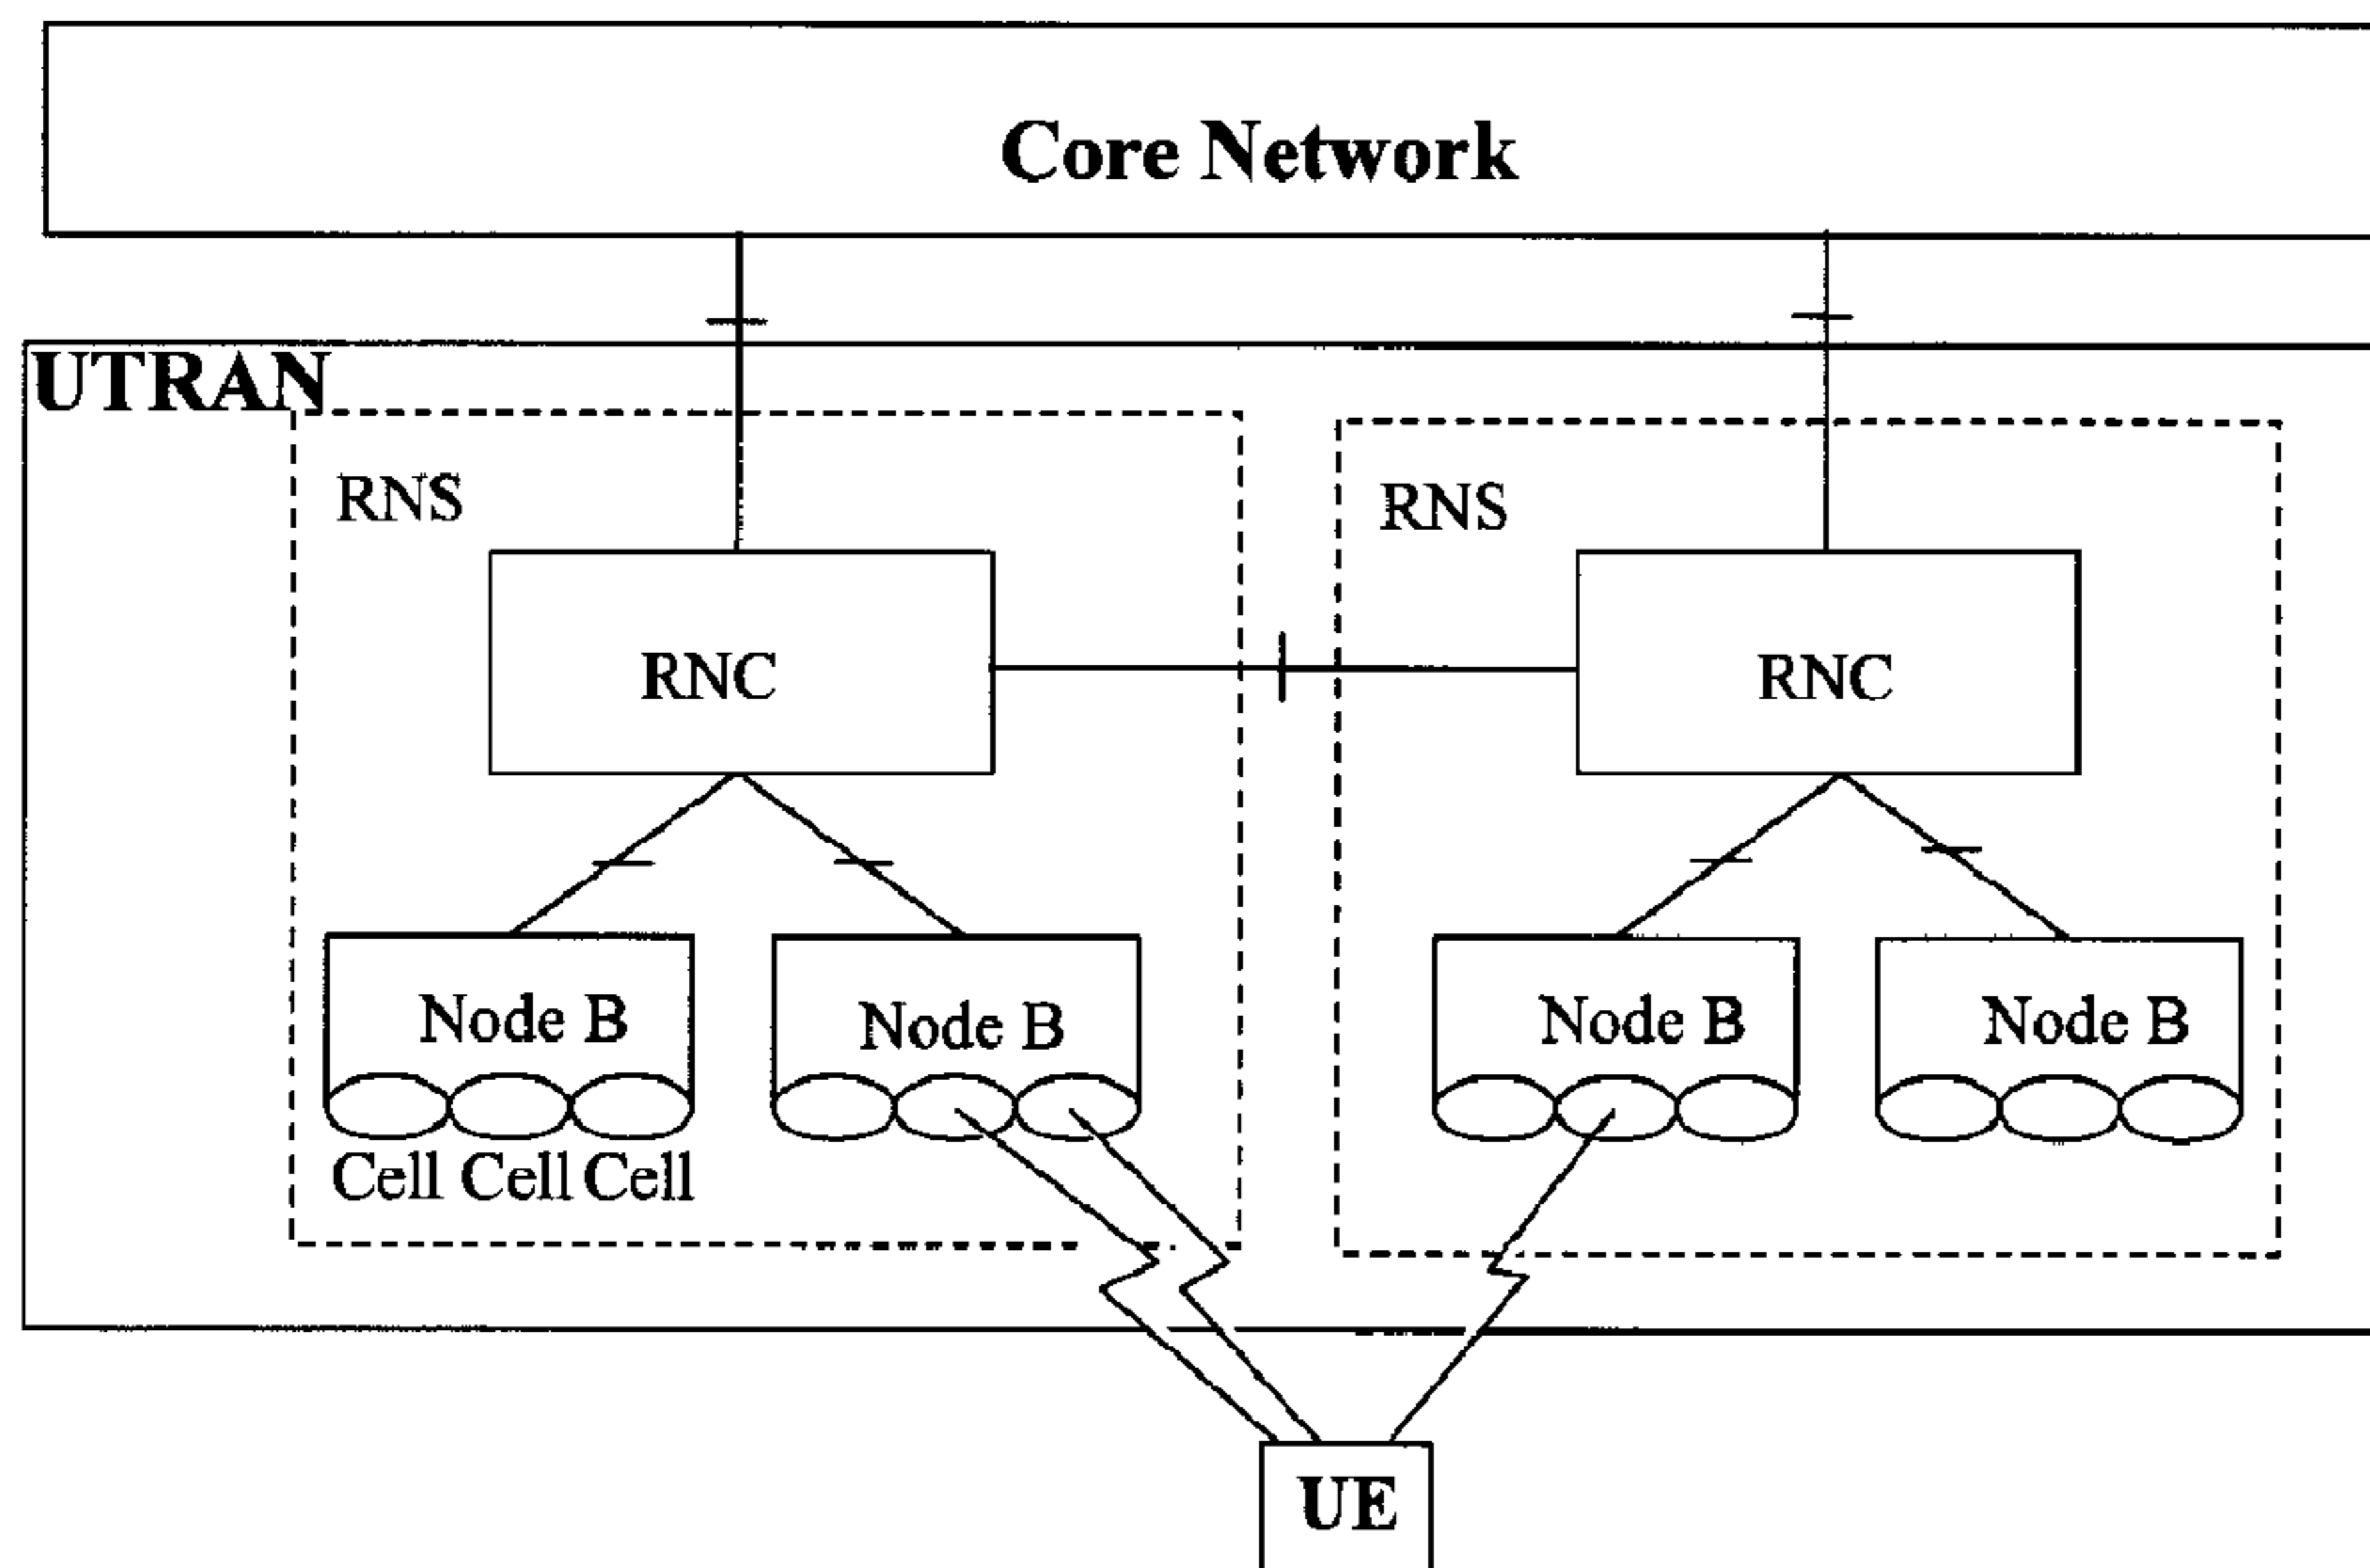 Core Network
UTRAN
RNS
RNS
RNC
RNC
Node B
Node B
Node B
Node B
Cell Cell Cell
UE